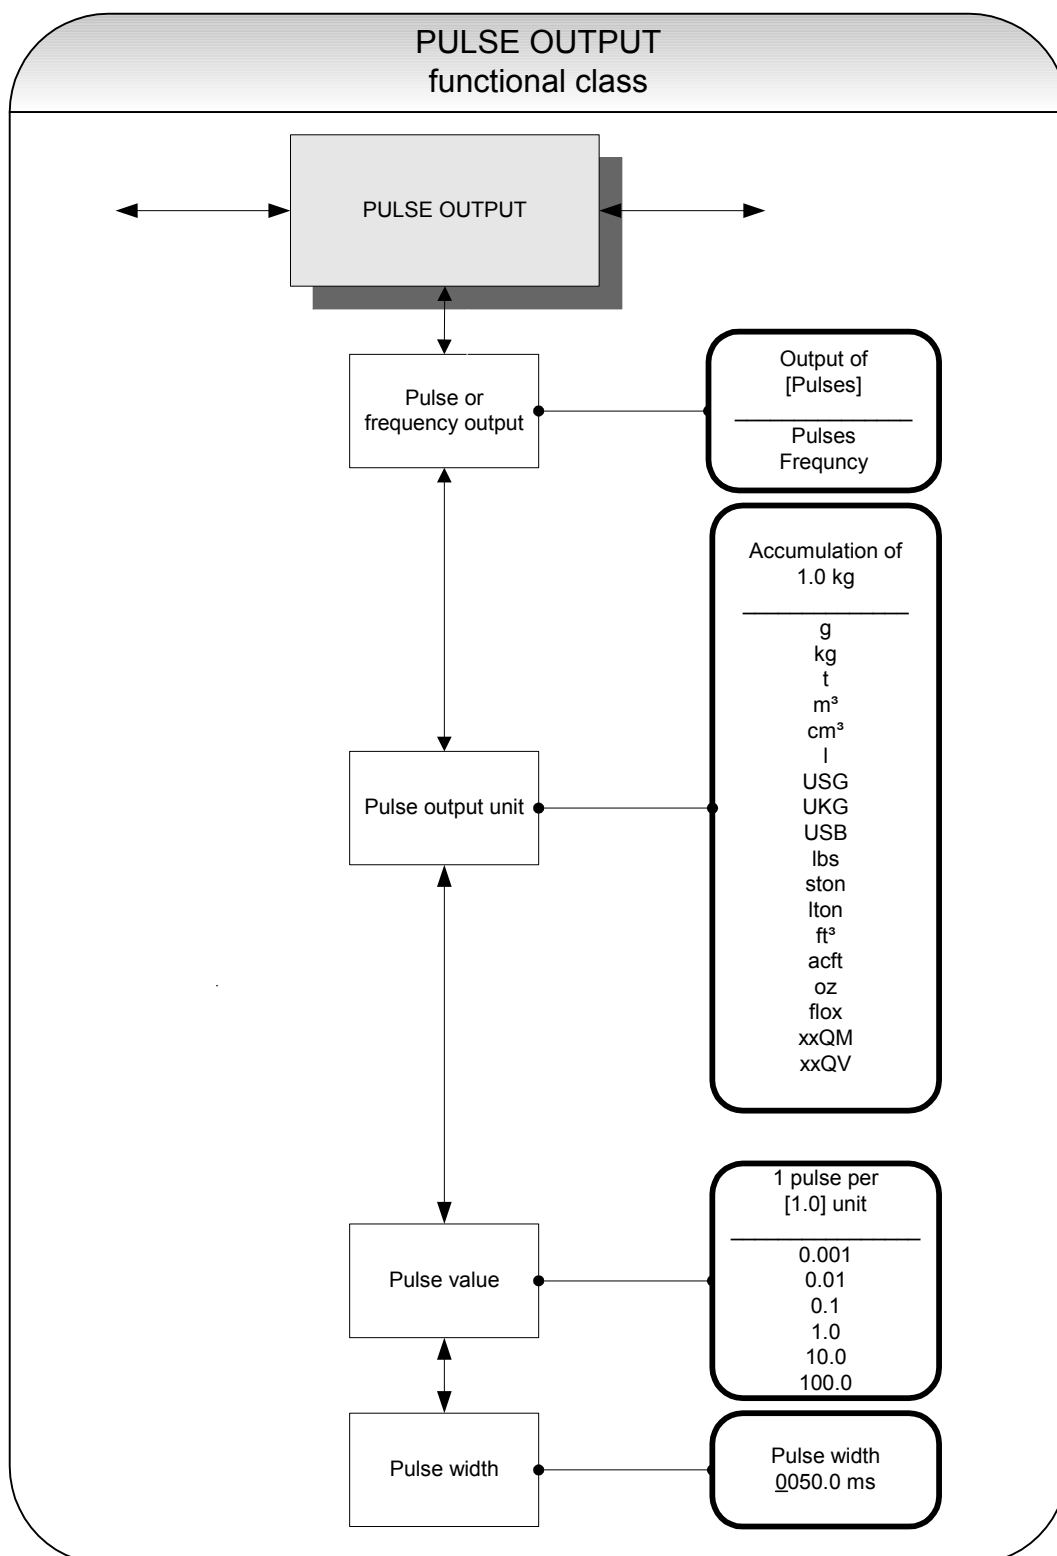 PULSE OUTPUT
functional class
PULSE OUTPUT
Pulse or
frequency output
Output of
[Pulses]
Pulses
Frequncy
Pulse output unit
Accumulation of
1.0 kg
g
kg
t
m³
cm³
l
USG
UKG
USB
lbs
ston
lton
ft³
acft
oz
flox
xxQM
xxQV
Pulse value
1 pulse per
[1.0] unit
0.001
0.01
0.1
1.0
10.0
100.0
Pulse width
Pulse width
0050.0 ms